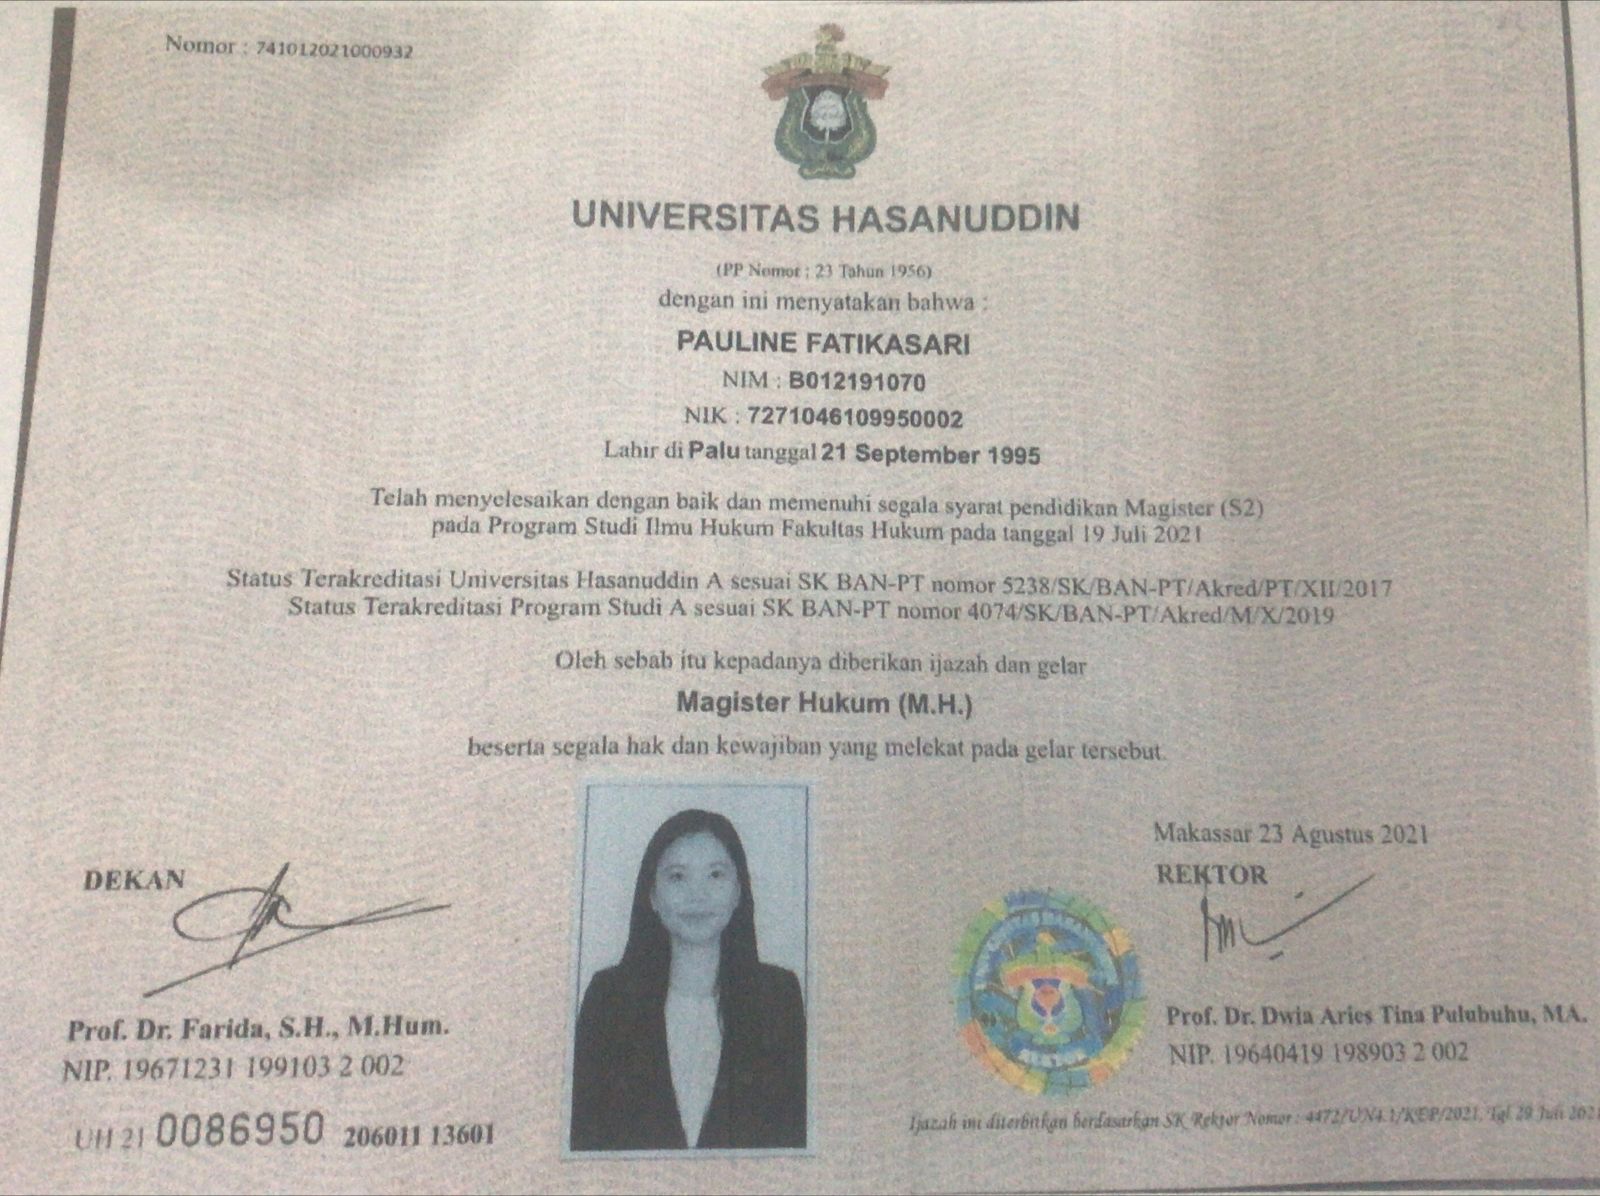 Nomor : 741012021000932
UNIVERSITAS HASANUDDIN
(PP Nomor : 23 Tahun 1956)
dengan ini menyatakan bahwa :
PAULINE FATIKASARI
NIM : B012191070
NIK : 7271046109950002
Lahir di Palu tanggal 21 September 1995
Telah menyelesaikan dengan baik dan memenuhi segala syarat pendidikan Magister (S2)
pada Program Studi Ilmu Hukum Fakultas Hukum pada tanggal 19 Juli 2021
Status Terakreditasi Universitas Hasanuddin A sesuai SK BAN-PT nomor 5238/SK/BAN-PT/Akred/PT/XII/2017
Status Terakreditasi Program Studi A sesuai SK BAN-PT nomor 4074/SK/BAN-PT/Akred/M/X/2019
Oleh sebab itu kepadanya diberikan ijazah dan gelar
Magister Hukum (M.H.)
beserta segala hak dan kewajiban yang melekat pada gelar tersebut.
Makassar 23 Agustus 2021
DEKAN
REKTOR
Prof. Dr. Farida, S.H., M.Hum.
NIP. 19671231 199103 2 002
Prof. Dr. Dwia Aries Tina Pulubuhu, MA.
NIP. 19640419 198903 2 002
UH 21 0086950 206011 13601
Ijazah ini diterbitkan berdasarkan SK Rektor Nomor : 4472/UN4.1/KEP/2021, Tgl 29 Juli 2021